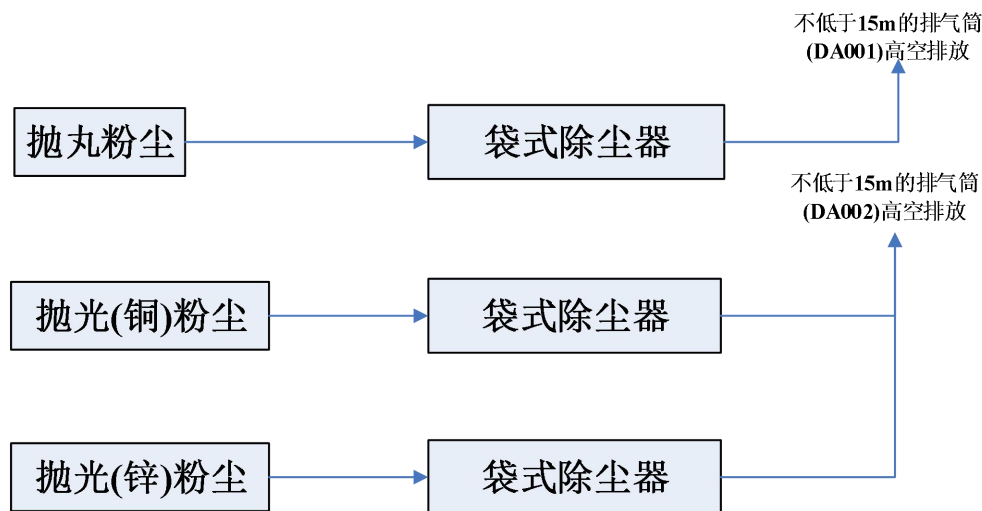 不低于15m的排气筒
(DA001)高空排放
抛丸粉尘
袋式除尘器
不低于15m的排气筒
(DA002)高空排放
抛光(铜)粉尘
袋式除尘器
抛光(锌)粉尘
袋式除尘器